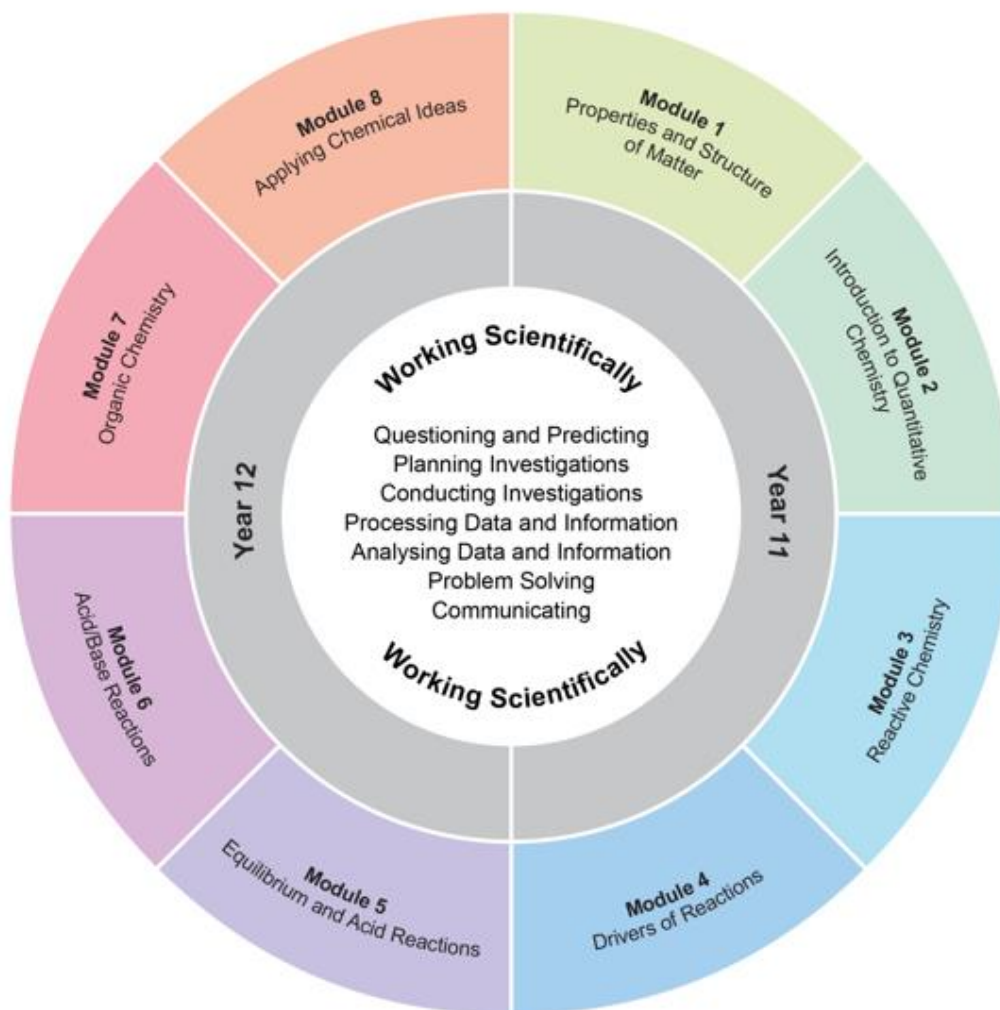 Module 1
Properties and Structure
of Matter
Module 2
Introduction to Quantitative
Chemistry
Module 3
Reactive Chemistry
Module 4
Drivers of Reactions
Module 5
Equilibrium and Acid Reactions
Module 6
Acid/Base Reactions
Module 7
Organic Chemistry
Module 8
Applying Chemical Ideas
Year 11
Year 12
Working Scientifically
Questioning and Predicting
Planning Investigations
Conducting Investigations
Processing Data and Information
Analysing Data and Information
Problem Solving
Communicating
Working Scientifically